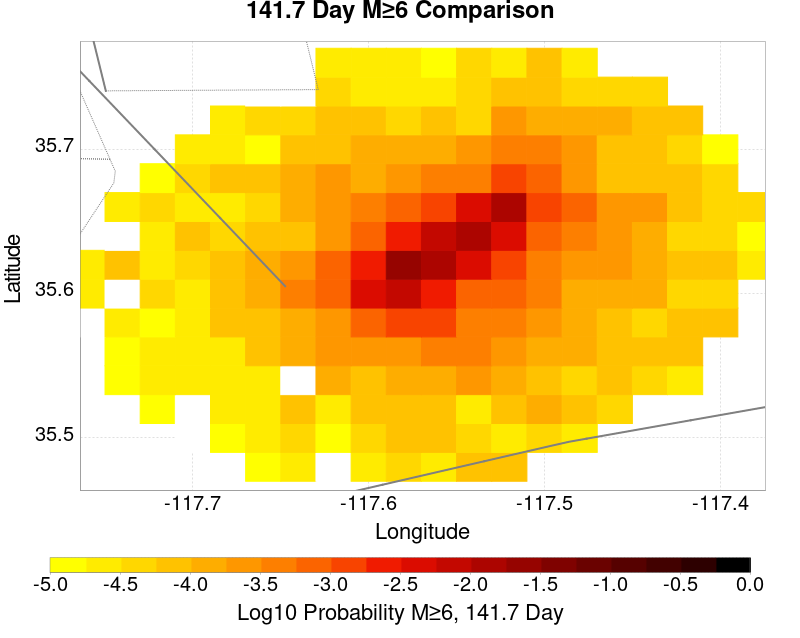 141.7 Day M≥6 Comparison
35.7
35.6
35.5
Latitude
-117.7 -117.6 -117.5 -117.4
Longitude
-5.0 -4.5 -4.0 -3.5 -3.0 -2.5 -2.0 -1.5 -1.0 -0.5 0.0
Log10 Probability M≥6, 141.7 Day